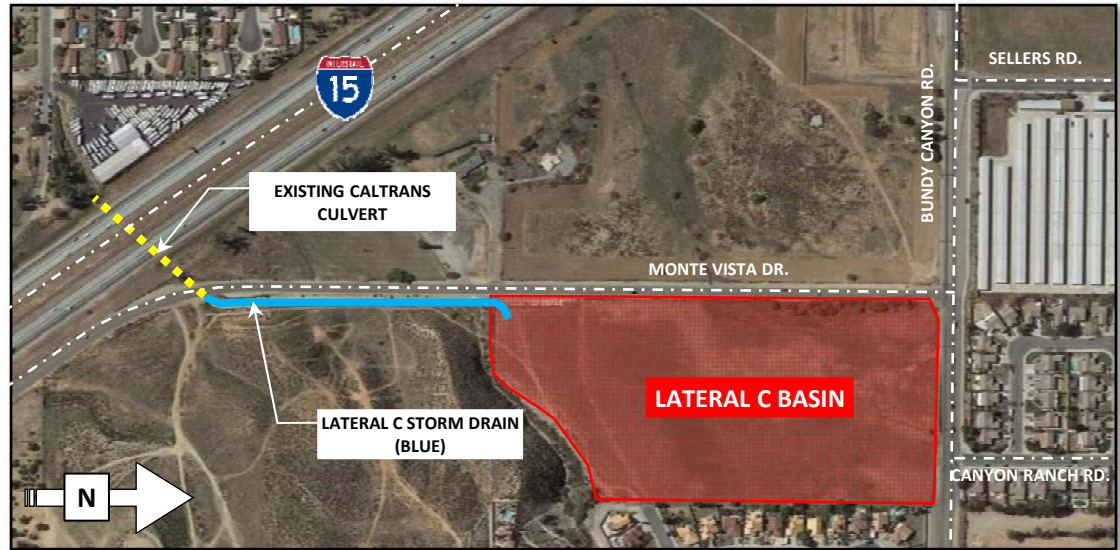 SELLERS RD.
INTERSTATE
15
BUNDY CANYON RD.
EXISTING CALTRANS
CULVERT
MONTE VISTA DR.
LATERAL C BASIN
LATERAL C STORM DRAIN
(BLUE)
CANYON RANCH RD.
N